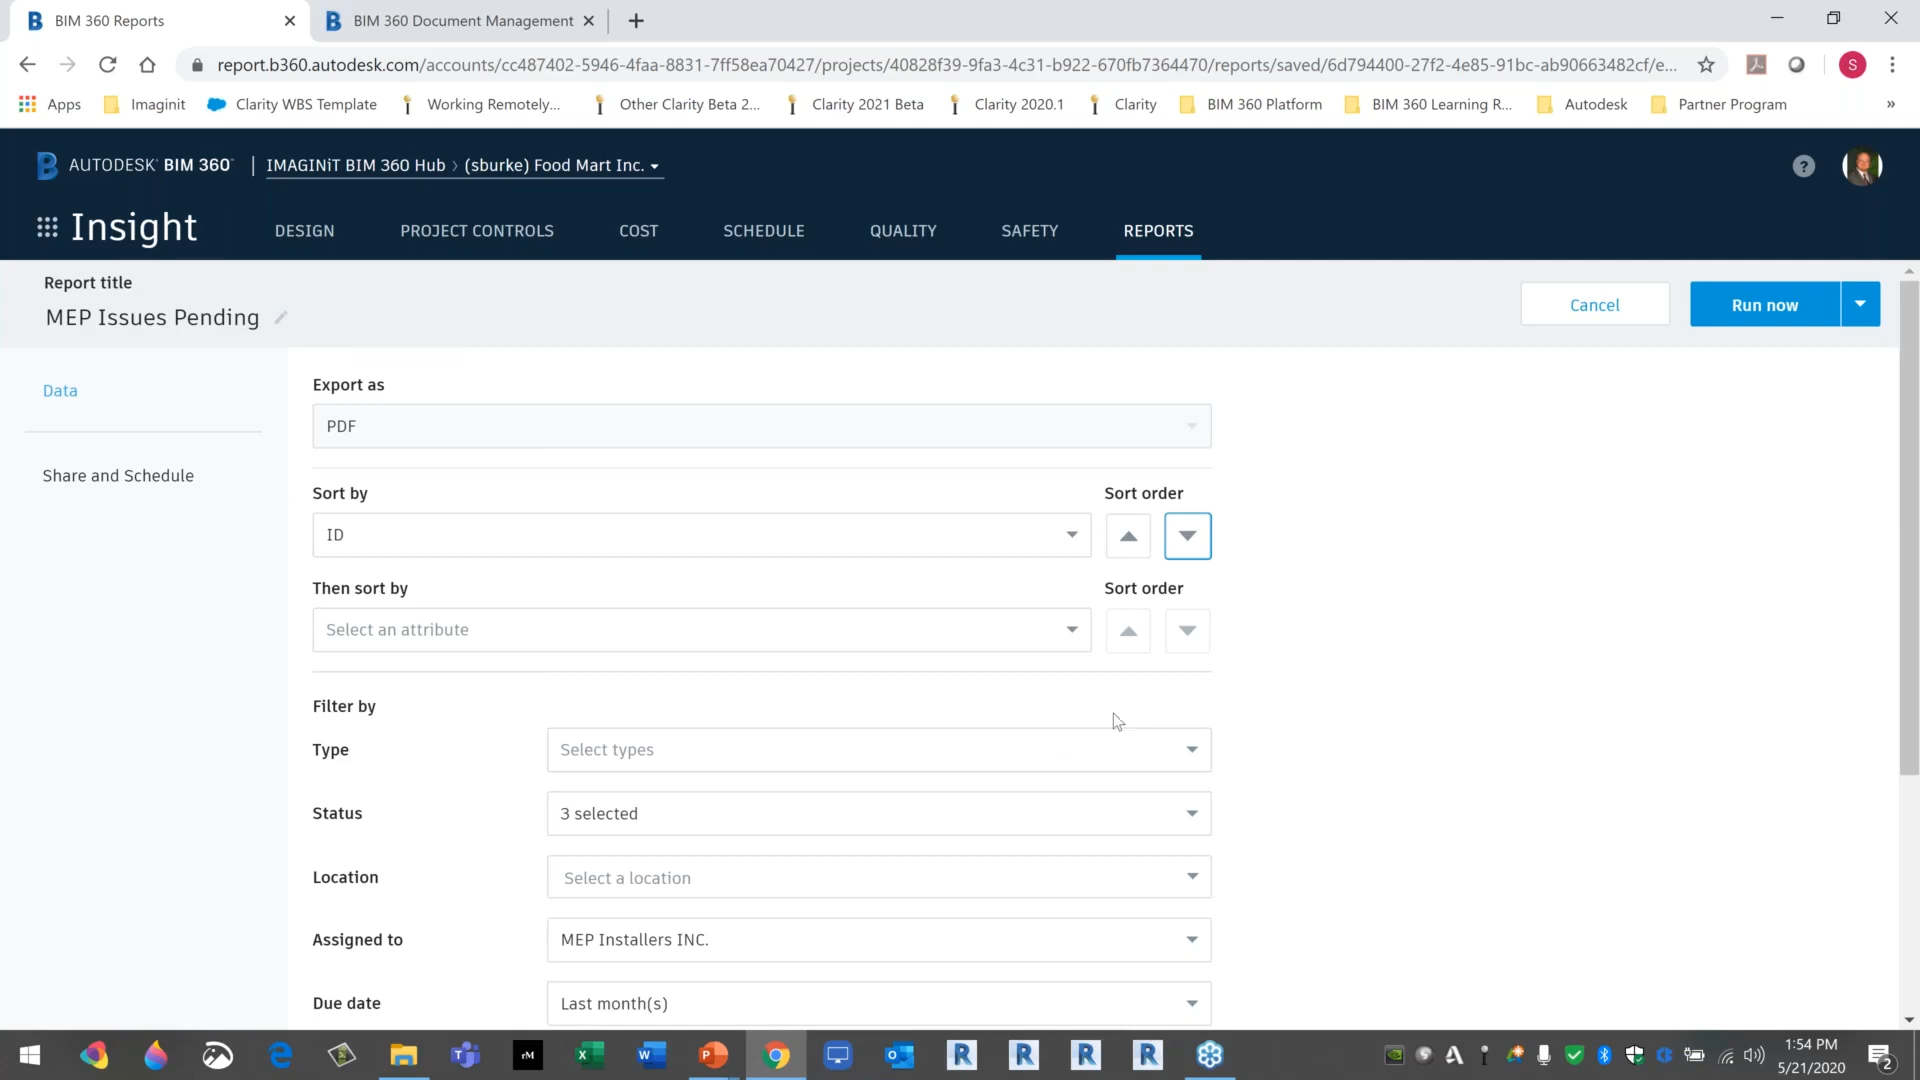 BIM 360 Reports
BIM 360 Document Management
report.b360.autodesk.com/accounts/cc487402-5946-4faa-8831-7ff58ea70427/projects/40828f39-9fa3-4c31-b922-670fb7364470/reports/saved/6d794400-27f2-4e85-91bc-ab90663482cf/e...
S
Apps
Imaginit
Clarity WBS Template
Working Remotely...
Other Clarity Beta 2...
Clarity 2021 Beta
Clarity 2020.1
Clarity
BIM 360 Platform
BIM 360 Learning R...
Autodesk
Partner Program
»
AUTODESK® BIM 360™
IMAGINiT BIM 360 Hub > (sburke) Food Mart Inc.
?
Insight
DESIGN
PROJECT CONTROLS
COST
SCHEDULE
QUALITY
SAFETY
REPORTS
Report title
MEP Issues Pending
Cancel
Run now
Data
Share and Schedule
Export as
PDF
Sort by
Sort order
ID
Then sort by
Sort order
Select an attribute
Filter by
Type
Select types
Status
3 selected
Location
Select a location
Assigned to
MEP Installers INC.
Due date
Last month(s)
rM
1:54 PM
5/21/2020
2